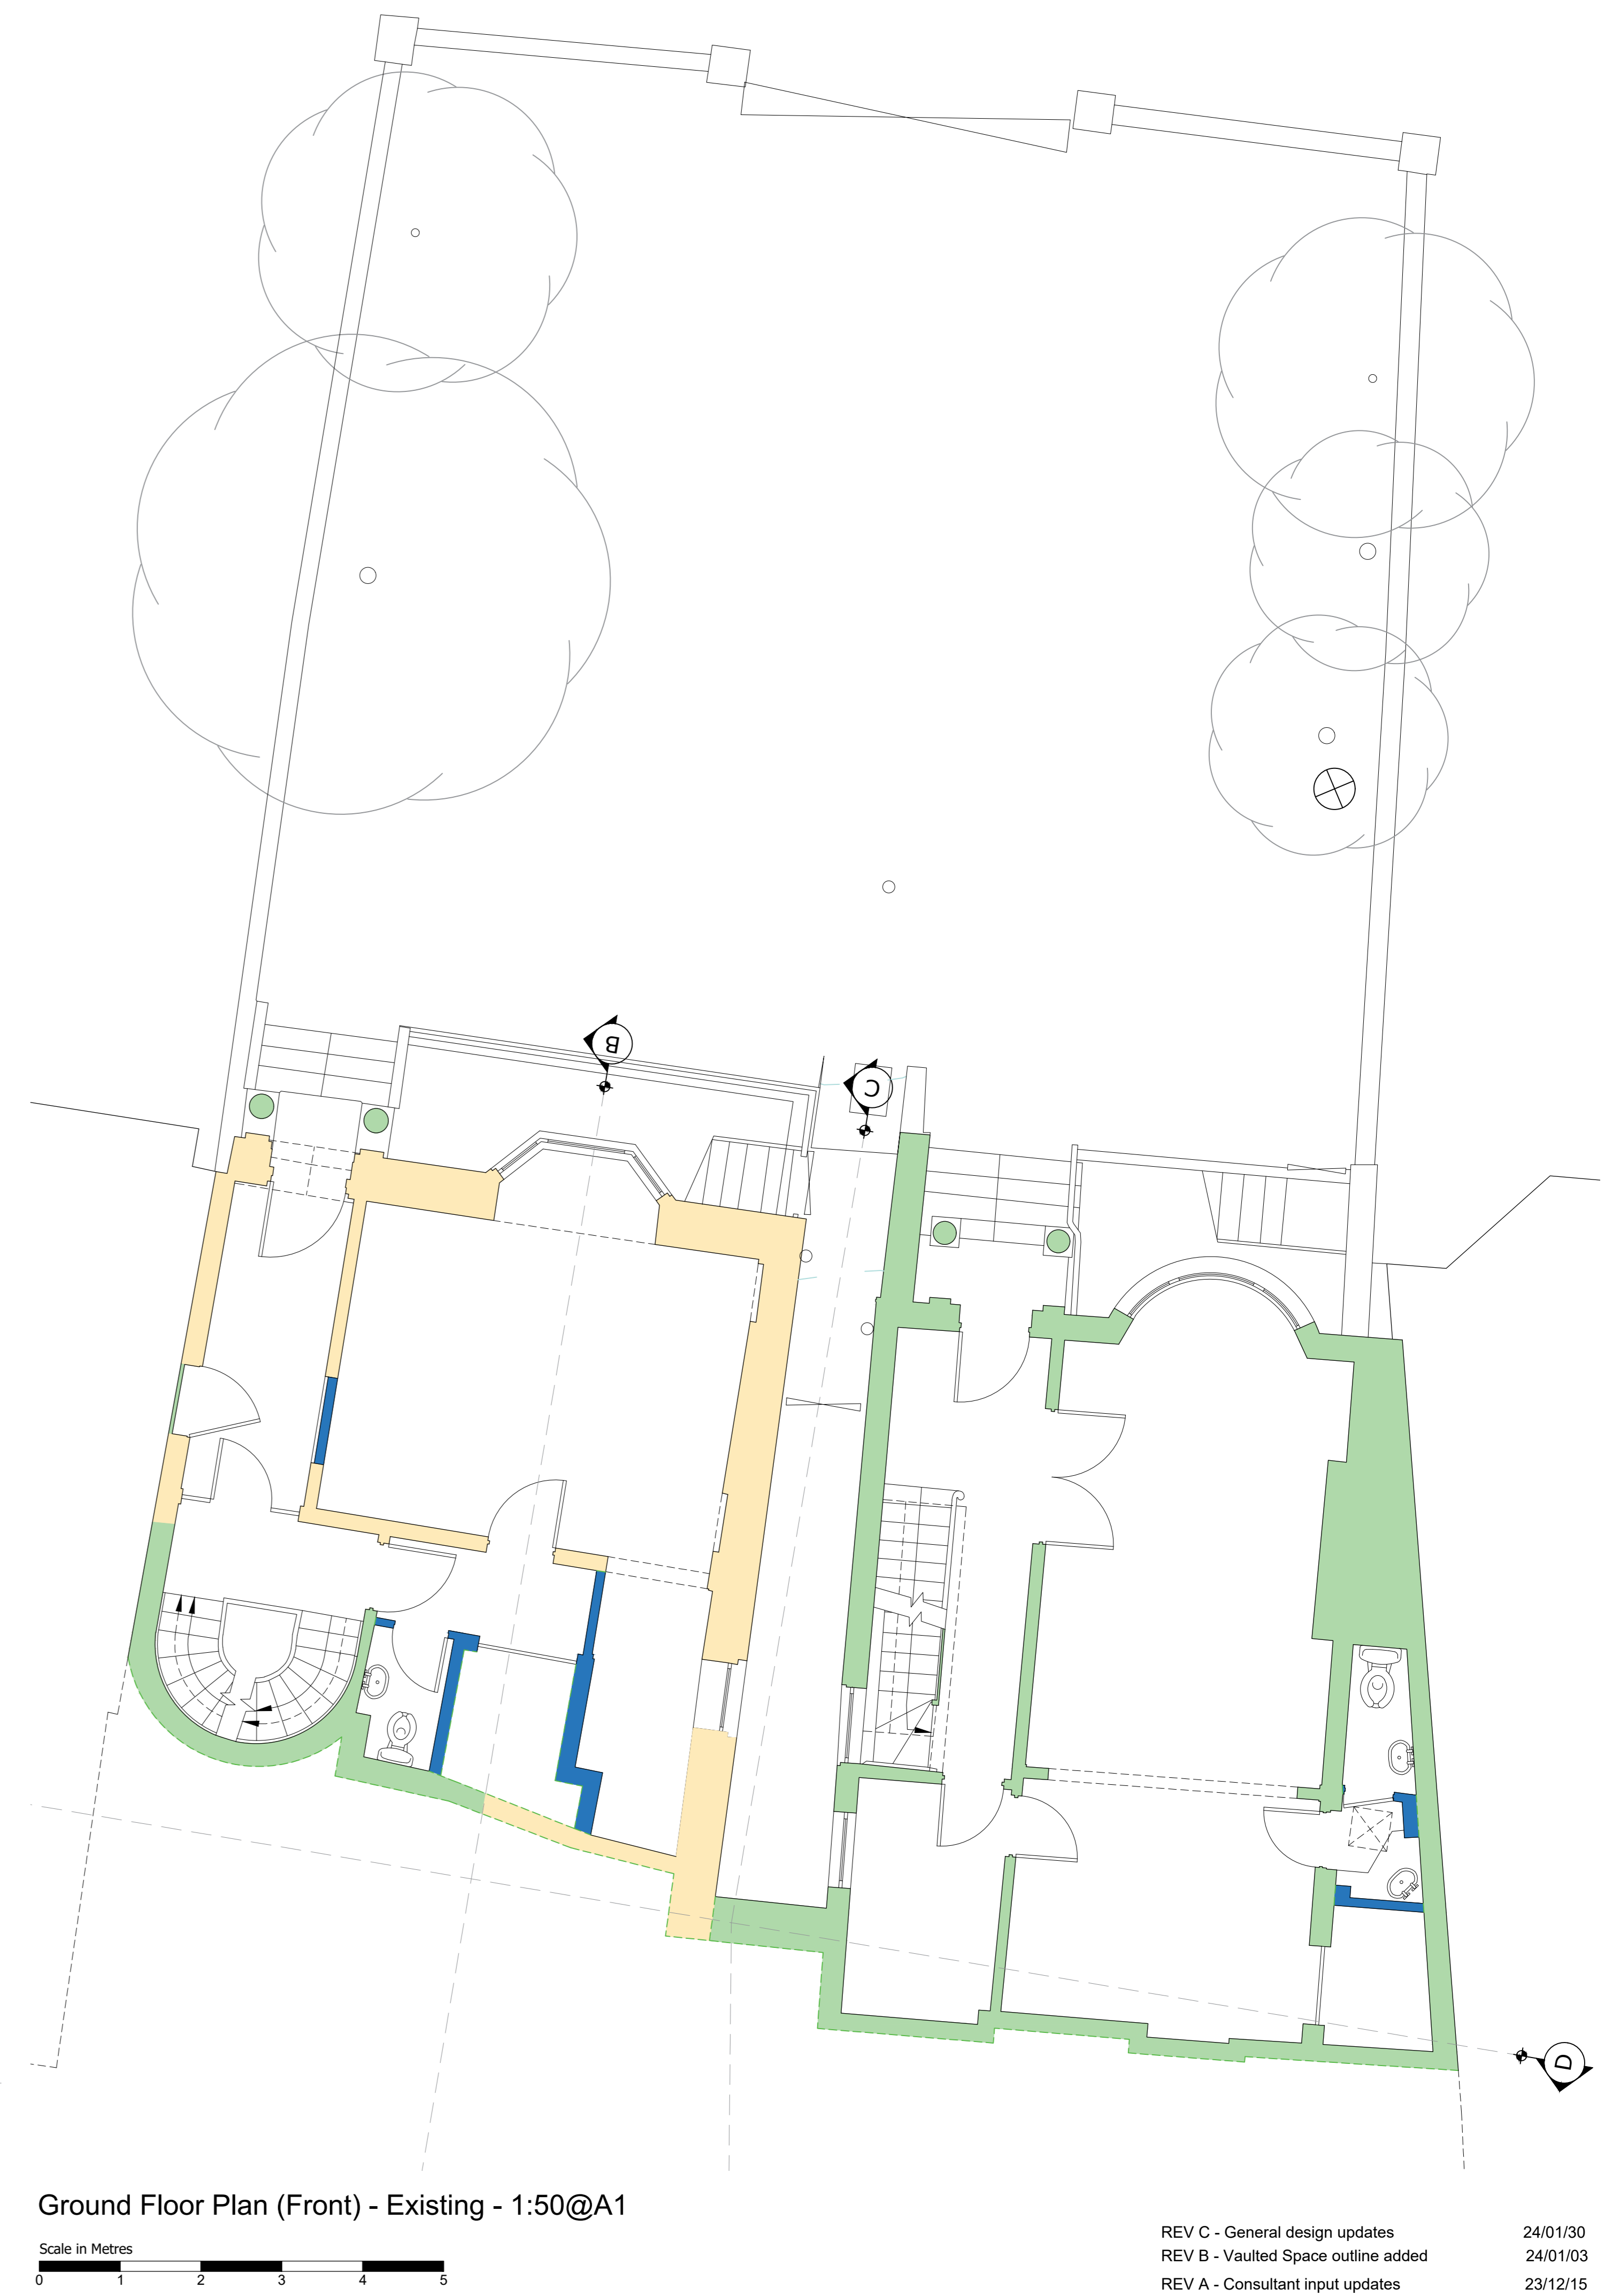 B
C
D
Ground Floor Plan (Front) - Existing - 1:50@A1
Scale in Metres
0 1 2 3 4 5
REV C - General design updates 24/01/30
REV B - Vaulted Space outline added 24/01/03
REV A - Consultant input updates 23/12/15